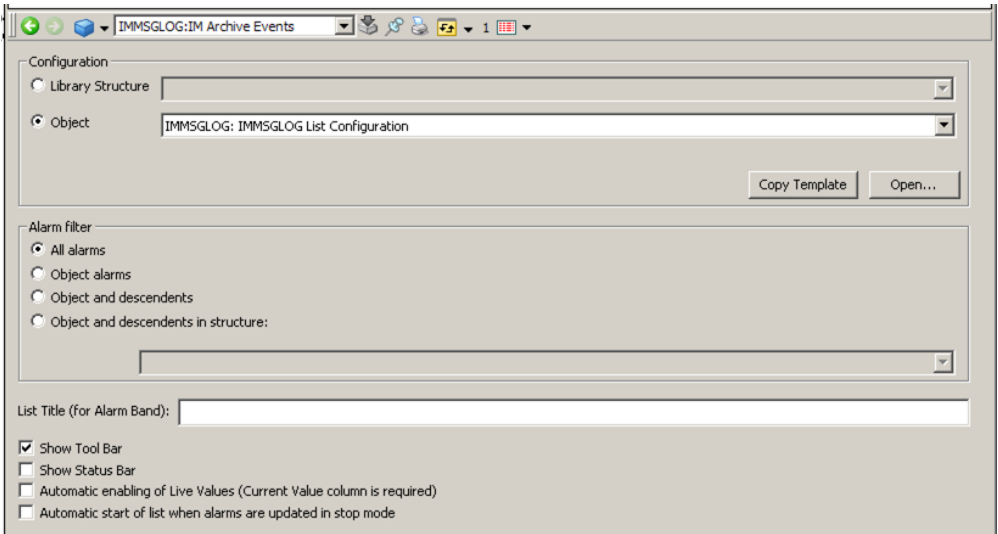 IMMSGLOG:IM Archive Events 1
Configuration
Library Structure
Object IMMSGLOG: IMMSGLOG List Configuration
Copy Template Open...
Alarm filter
All alarms
Object alarms
Object and descendents
Object and descendents in structure:
List Title (for Alarm Band):
Show Tool Bar
Show Status Bar
Automatic enabling of Live Values (Current Value column is required)
Automatic start of list when alarms are updated in stop mode